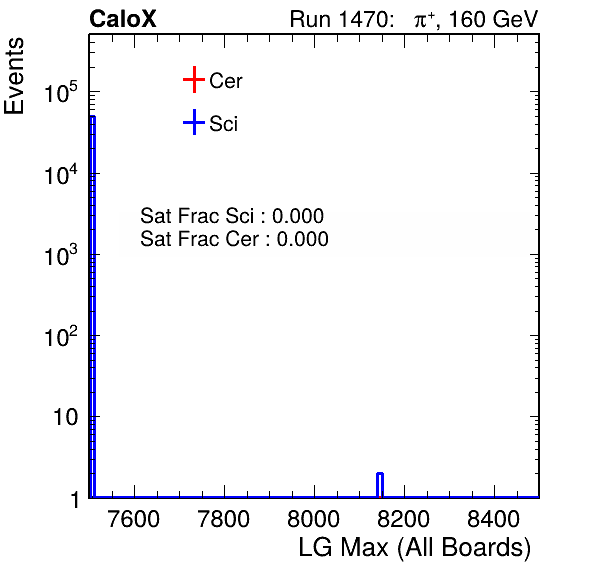 CaloX Run 1470: π⁺, 160 GeV
Events
Cer
Sci
Sat Frac Sci : 0.000
Sat Frac Cer : 0.000
10⁵
10⁴
10³
10²
10
1
7600 7800 8000 8200 8400
LG Max (All Boards)